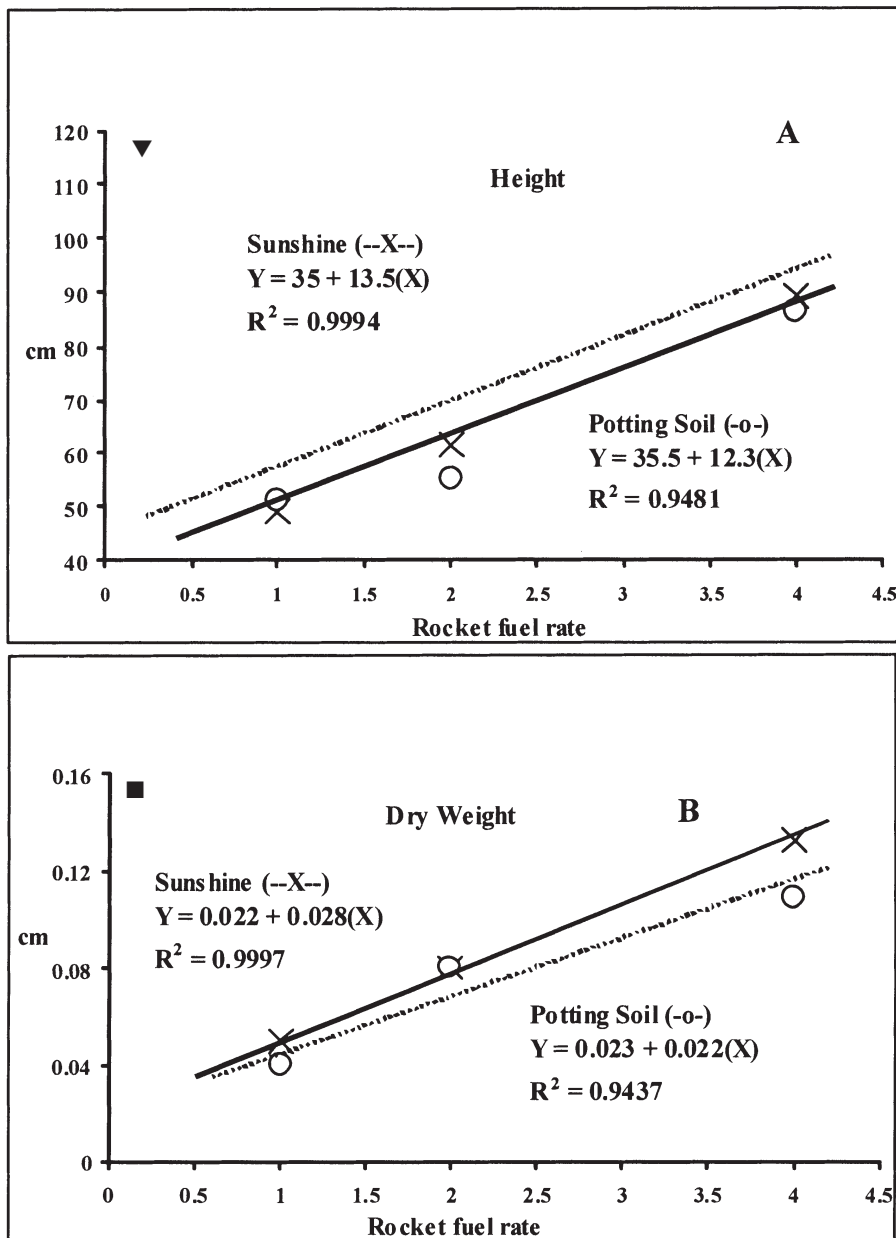 A
Height
120
110
100
90
80
70
60
50
40
cm
Sunshine (--X--)
Y = 35 + 13.5(X)
R² = 0.9994
Potting Soil (-o-)
Y = 35.5 + 12.3(X)
R² = 0.9481
0 0.5 1 1.5 2 2.5 3 3.5 4 4.5
Rocket fuel rate
B
Dry Weight
0.16
0.12
0.08
0.04
0
cm
Sunshine (--X--)
Y = 0.022 + 0.028(X)
R² = 0.9997
Potting Soil (-o-)
Y = 0.023 + 0.022(X)
R² = 0.9437
0 0.5 1 1.5 2 2.5 3 3.5 4 4.5
Rocket fuel rate